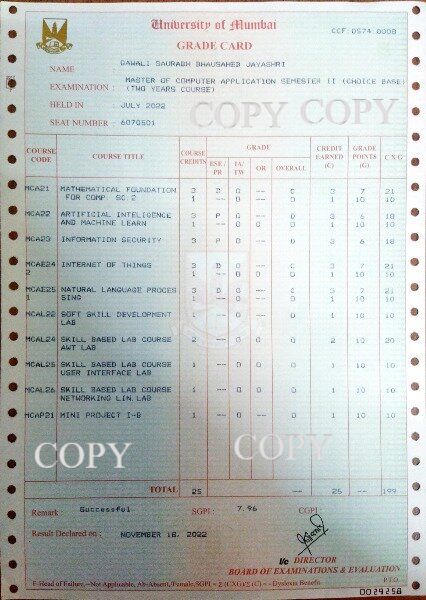 University of Mumbai
CCF:0574:0008
GRADE CARD
NAME : GAWALI SAURABH BHAUSAHEB JAYASHRI
EXAMINATION : MASTER OF COMPUTER APPLICATION SEMESTER II (CHOICE BASE)
(TWO YEARS COURSE)
HELD IN : JULY 2022
SEAT NUMBER : 6070501
COPY COPY
COURSE CODE COURSE TITLE COURSE CREDITS GRADE CREDIT EARNED (C) GRADE POINTS (G) C X G
ESE/PR IA/TW OR OVERALL
MCA21 MATHEMATICAL FOUNDATION 3 -- C 3 7 21
FOR COMP. SC 2 1 -- O -- O 1 10 10
MCA22 ARTIFICIAL INTELIGENCE 3 P O -- 3 6 18
AND MACHINE LEARN 1 -- O O O 1 10 10
MCA23 INFORMATION SECURITY 3 P O -- 3 6 18
MCAE24 INTERNET OF THINGS 3 O -- C 3 7 21
2 1 -- O O 1 10 10
MCAE25 NATURAL LANGUAGE PROCES 3 O -- C 3 7 21
1 SING 1 -- O O 1 10 10
MCAL22 SOFT SKILL DEVELOPMENT 1 -- O O 1 10 10
LAB
MCAL24 SKILL BASED LAB COURSE 2 -- O O O 2 10 20
AWT LAB
MCAL25 SKILL BASED LAB COURSE 1 -- O O O 1 10 10
USER INTERFACE LAB
MCAL26 SKILL BASED LAB COURSE 1 -- O O O 1 10 10
NETWORKING LIN.LAB
MCAP21 MINI PROJECT 1-B 1 -- O O 1 10 10
COPY COPY
TOTAL 25 -- 25 -- 199
Remark : Successful SGPI : 7.96 CGPI :
Result Declared on : NOVEMBER 18, 2022
I/c DIRECTOR
BOARD OF EXAMINATIONS & EVALUATION
P.T.O.
F-Head of Failure,--Not Applicable, Ab-Absent,/Female,SGPI = Σ (CXG)/Σ (C)
0029258